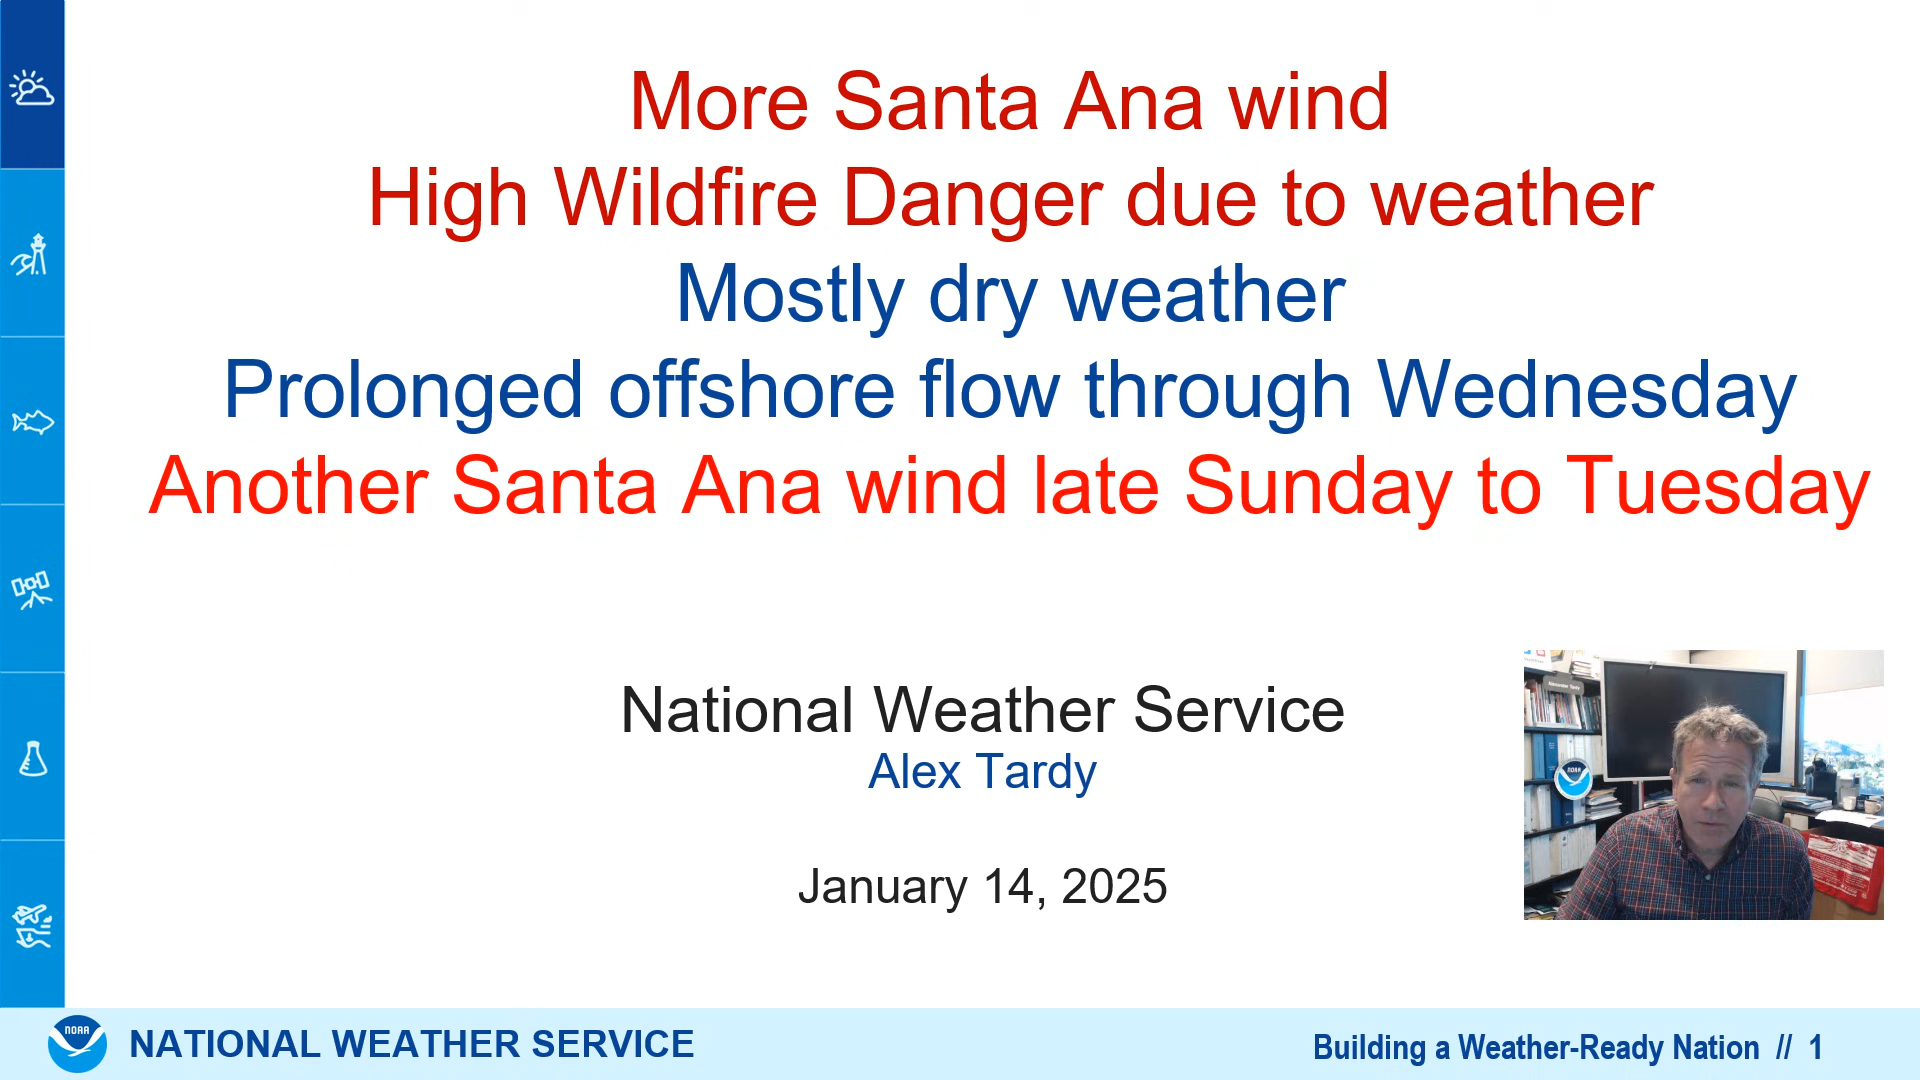 More Santa Ana wind
High Wildfire Danger due to weather
Mostly dry weather
Prolonged offshore flow through Wednesday
Another Santa Ana wind late Sunday to Tuesday
National Weather Service
Alex Tardy
January 14, 2025
NOAA
NOAA
NATIONAL WEATHER SERVICE
Building a Weather-Ready Nation // 1